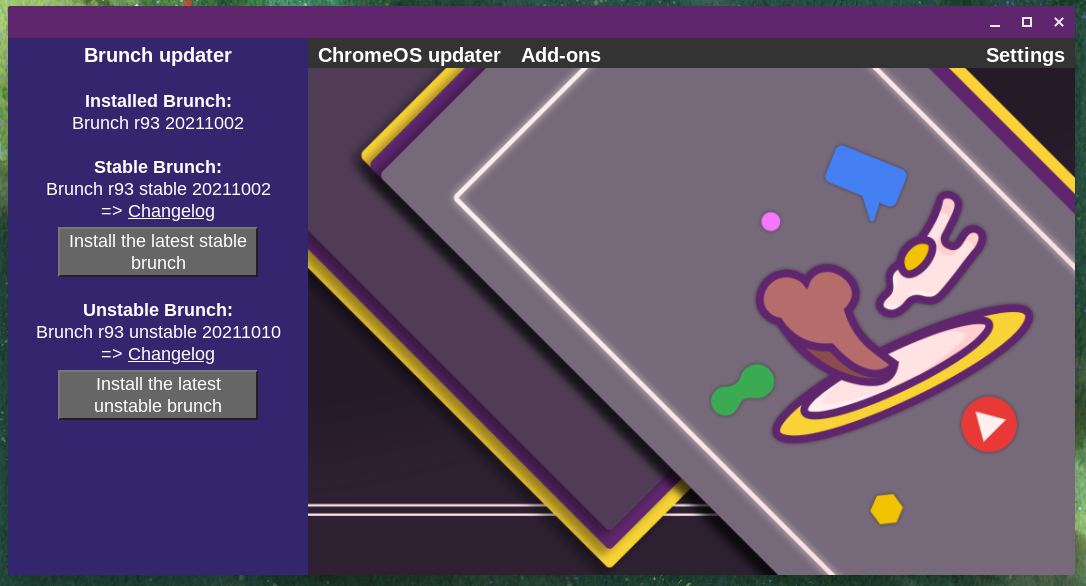 Brunch updater
ChromeOS updater
Add-ons
Settings
Installed Brunch:
Brunch r93 20211002
Stable Brunch:
Brunch r93 stable 20211002
=> Changelog
Install the latest stable
brunch
Unstable Brunch:
Brunch r93 unstable 20211010
=> Changelog
Install the latest
unstable brunch